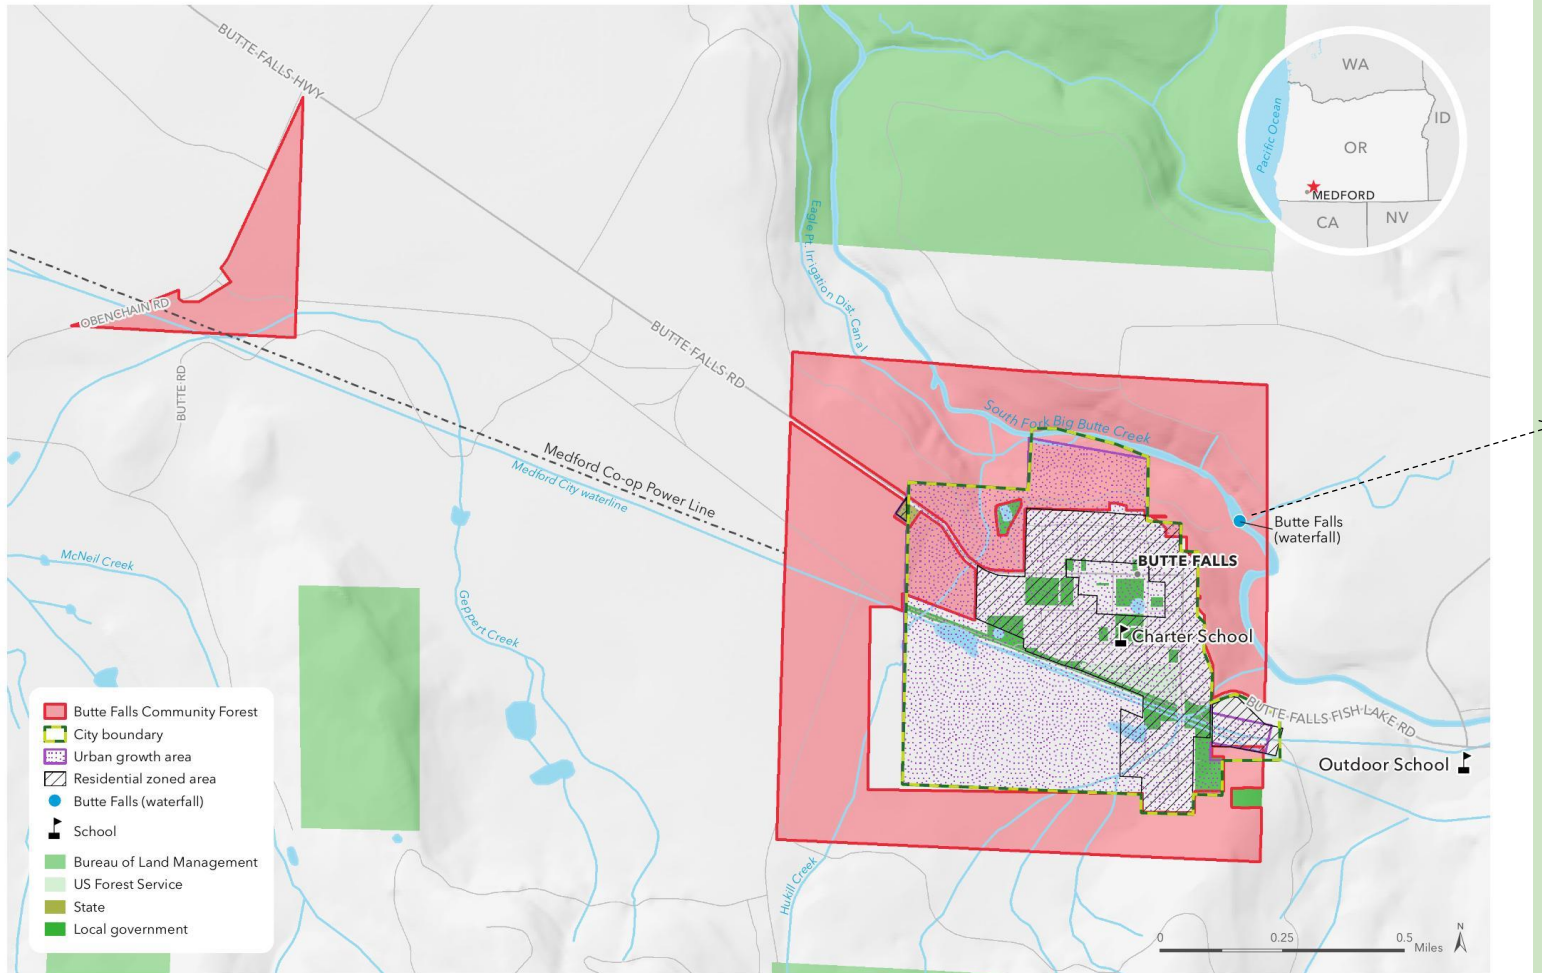 BUTTE FALLS HWY
WA
ID
Pacific Ocean
OR
MEDFORD
CA
NV
Eagle Pt. Irrigation Dist. Canal
OBENCHAIN RD
BUTTE FALLS RD
BUTTE RD
South Fork Big Butte Creek
Medford Co-op Power Line
Medford City waterline
Butte Falls
(waterfall)
McNeil Creek
BUTTE FALLS
Geppert Creek
Charter School
BUTTE FALLS FISH LAKE RD
Outdoor School
Hukill Creek
Butte Falls Community Forest
City boundary
Urban growth area
Residential zoned area
Butte Falls (waterfall)
School
Bureau of Land Management
US Forest Service
State
Local government
0
0.25
0.5
Miles
N